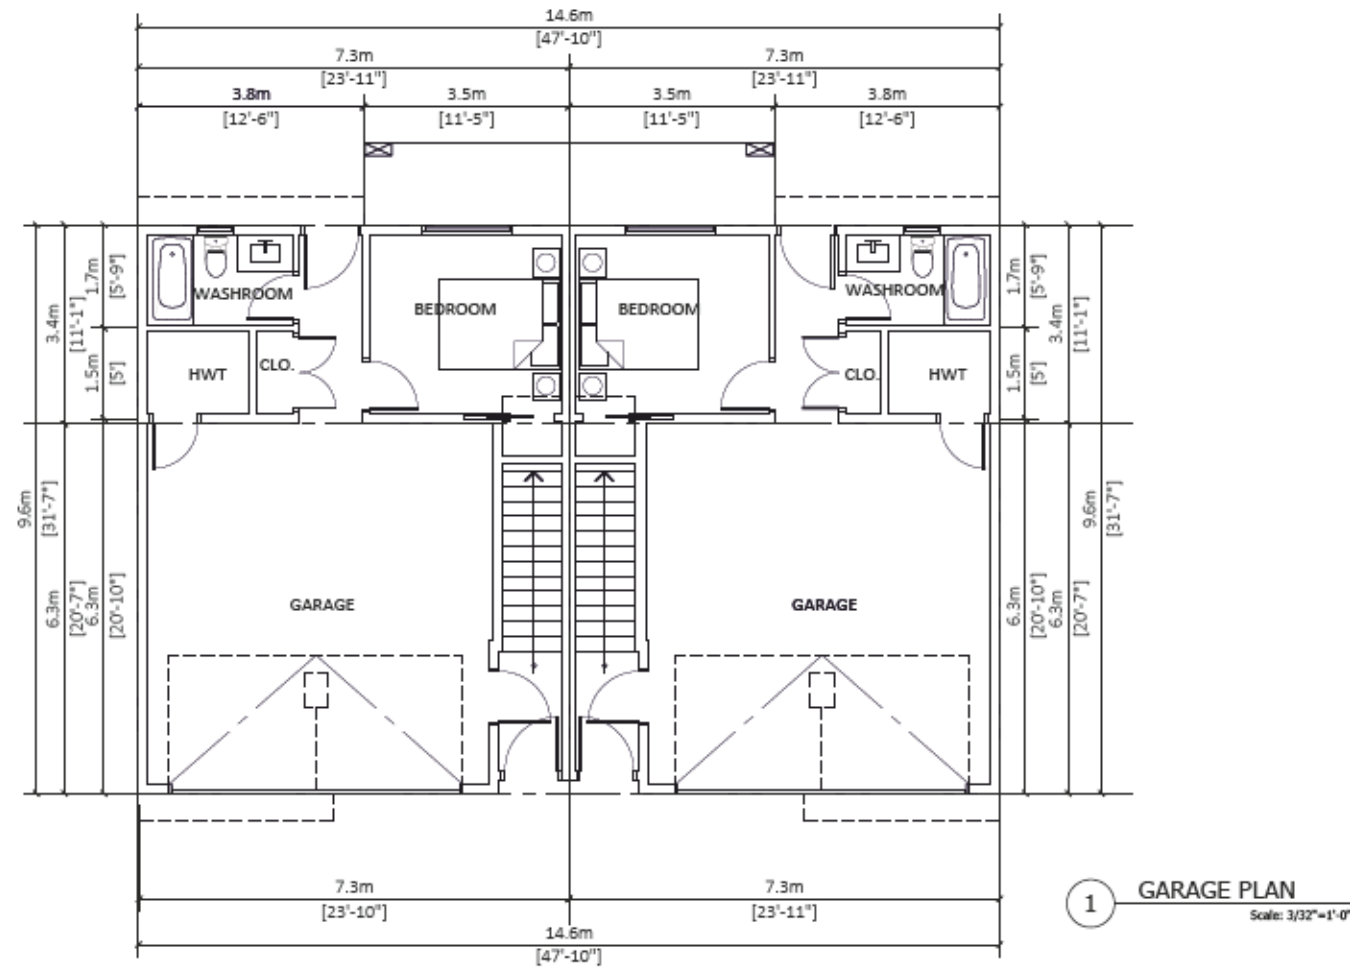 14.6m
[47'-10"]
7.3m
[23'-11"]
7.3m
[23'-11"]
3.8m
[12'-6"]
3.5m
[11'-5"]
3.5m
[11'-5"]
3.8m
[12'-6"]
1.7m
[5'-9"]
3.4m
[11'-1"]
1.5m
[5']
WASHROOM
BEDROOM
BEDROOM
WASHROOM
HWT
CLO.
CLO.
HWT
1.7m
[5'-9"]
3.4m
[11'-1"]
1.5m
[5']
9.6m
[31'-7"]
6.3m
[20'-7"]
6.3m
[20'-10"]
GARAGE
GARAGE
6.3m
[20'-10"]
6.3m
[20'-7"]
9.6m
[31'-7"]
7.3m
[23'-10"]
7.3m
[23'-11"]
14.6m
[47'-10"]
1
GARAGE PLAN
Scale: 3/32"=1'-0"